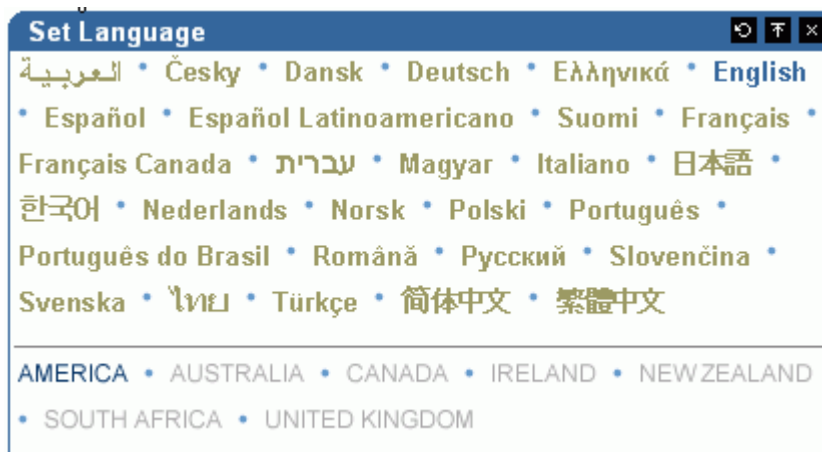 Set Language
العربية • Česky • Dansk • Deutsch • Ελληνικά • English
• Español • Español Latinoamericano • Suomi • Français •
Français Canada • עברית • Magyar • Italiano • 日本語 •
한국어 • Nederlands • Norsk • Polski • Português •
Português do Brasil • Română • Русский • Slovenčina •
Svenska • ไทย • Türkçe • 简体中文 • 繁體中文
AMERICA • AUSTRALIA • CANADA • IRELAND • NEW ZEALAND
• SOUTH AFRICA • UNITED KINGDOM